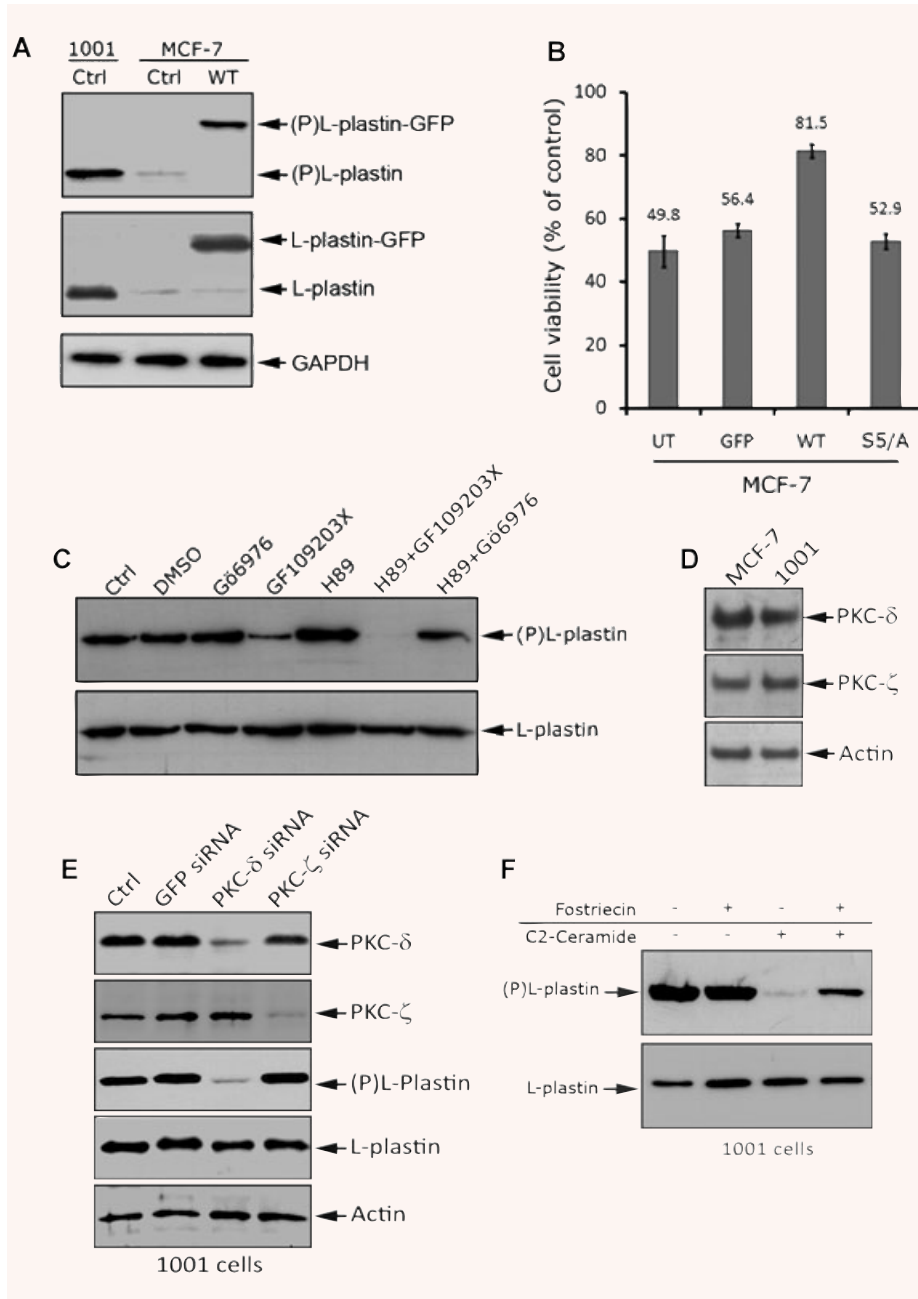 A
1001 MCF-7
Ctrl Ctrl WT
(P)L-plastin-GFP
(P)L-plastin
L-plastin-GFP
L-plastin
GAPDH
B
Cell viability (% of control)
100
80
60
40
20
0
49.8
56.4
81.5
52.9
UT GFP WT S5/A
MCF-7
C
Ctrl DMSO Gö6976 GF109203X H89 H89+GF109203X H89+Gö6976
(P)L-plastin
L-plastin
D
MCF-7 1001
PKC-δ
PKC-ζ
Actin
E
Ctrl GFP siRNA PKC-δ siRNA PKC-ζ siRNA
PKC-δ
PKC-ζ
(P)L-Plastin
L-plastin
Actin
1001 cells
F
Fostriecin - + - +
C2-Ceramide - - + +
(P)L-plastin
L-plastin
1001 cells